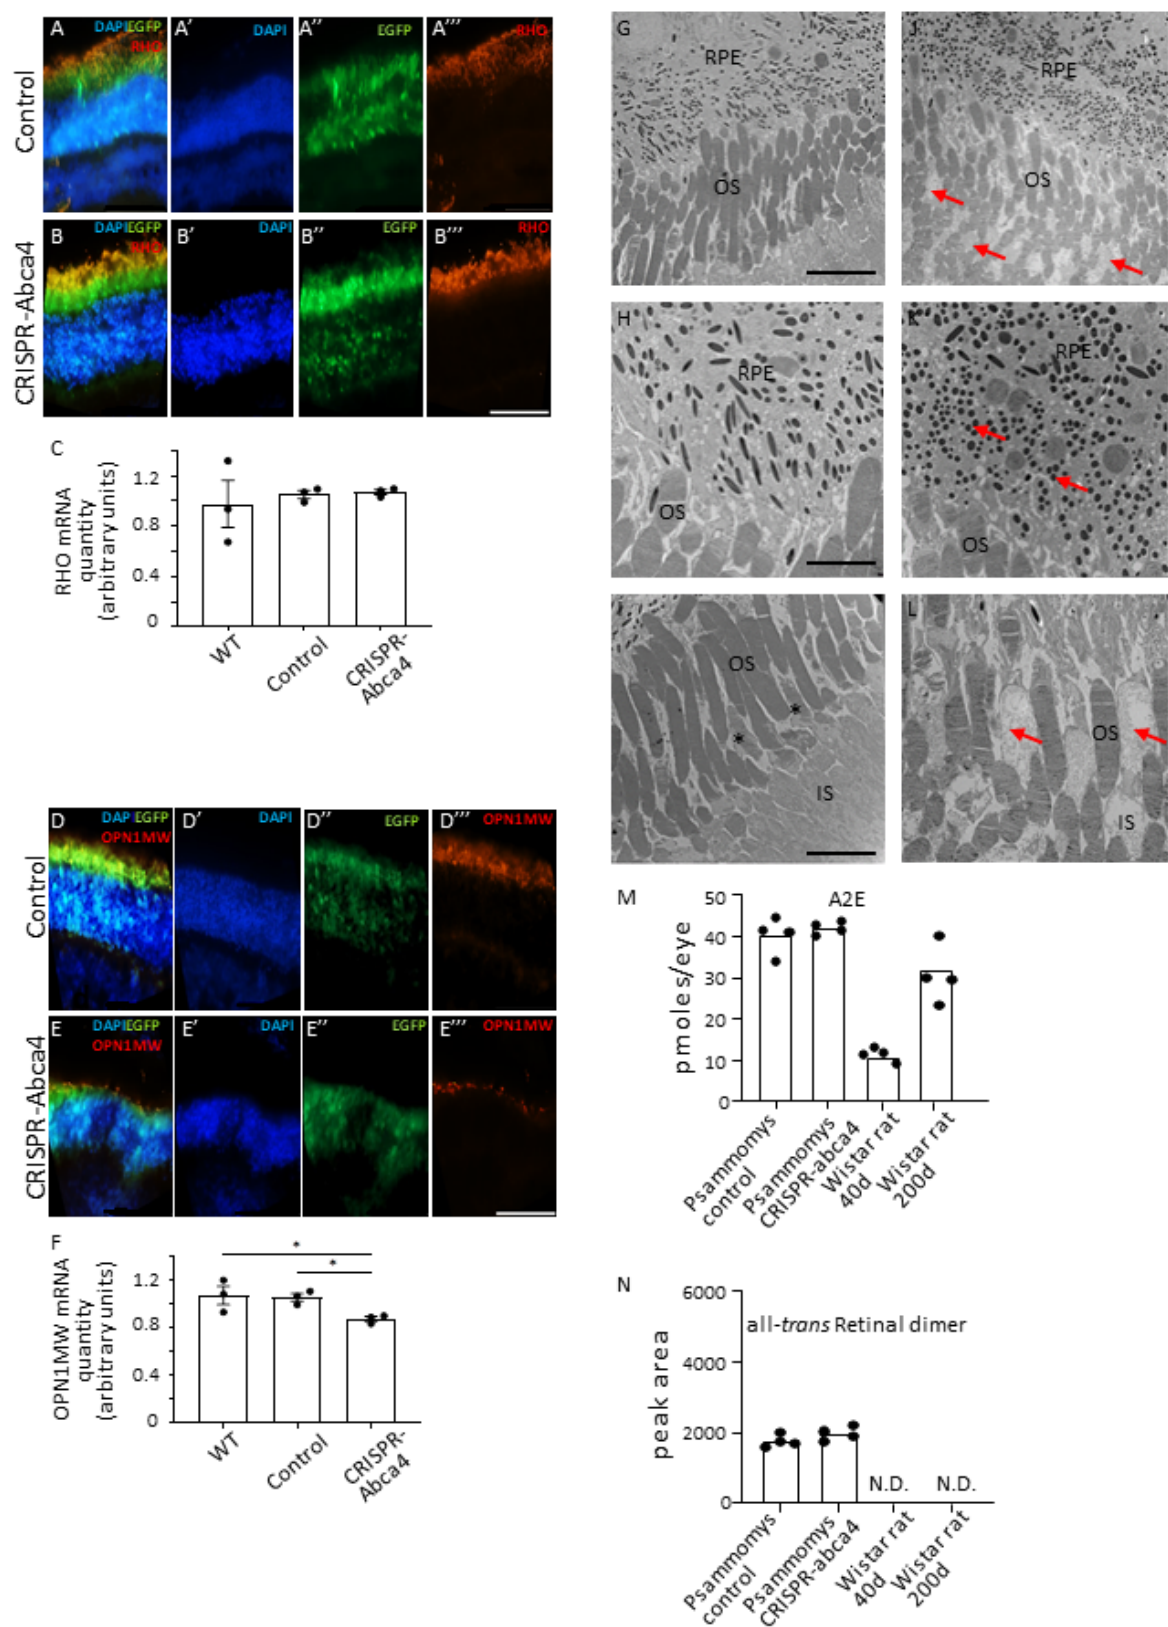 Control
A
DAPI EGFP
RHO
A'
DAPI
A''
EGFP
A'''
RHO
CRISPR-Abca4
B
DAPI EGFP
RHO
B'
DAPI
B''
EGFP
B'''
RHO
C
RHO mRNA
quantity
(arbitrary units)
1.2
0.8
0.4
0
WT
Control
CRISPR-
Abca4
Control
D
DAPI EGFP
OPN1MW
D'
DAPI
D''
EGFP
D'''
OPN1MW
CRISPR-Abca4
E
DAPI EGFP
OPN1MW
E'
DAPI
E''
EGFP
E'''
OPN1MW
F
OPN1MW mRNA
quantity
(arbitrary units)
1.2
0.8
0.4
0
*
*
WT
Control
CRISPR-
Abca4
G
RPE
OS
J
RPE
OS
H
RPE
OS
K
RPE
OS
I
OS
*
*
IS
L
OS
IS
M
A2E
pmoles/eye
50
40
30
20
10
0
Psammomys
control
Psammomys
CRISPR-abca4
Wistar rat
40d
Wistar rat
200d
N
all-trans Retinal dimer
peak area
6000
4000
2000
0
N.D.
N.D.
Psammomys
control
Psammomys
CRISPR-abca4
Wistar rat
40d
Wistar rat
200d